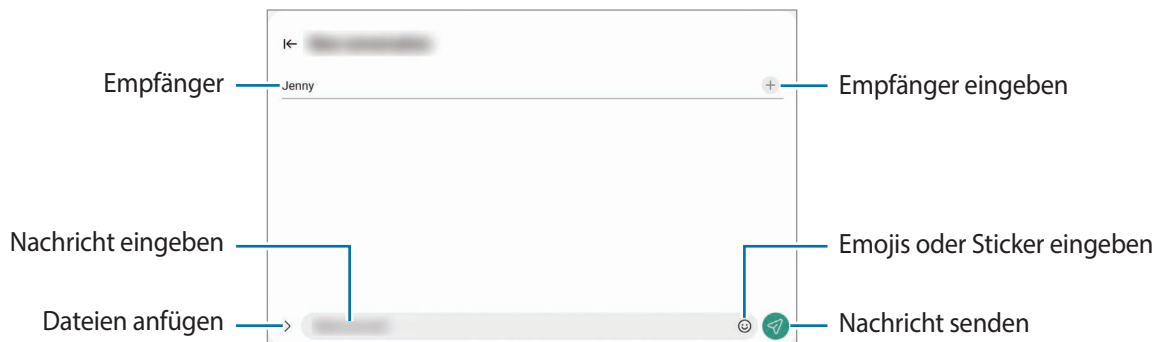 Empfänger
Jenny
Empfänger eingeben
Nachricht eingeben
Emojis oder Sticker eingeben
Dateien anfügen
Nachricht senden